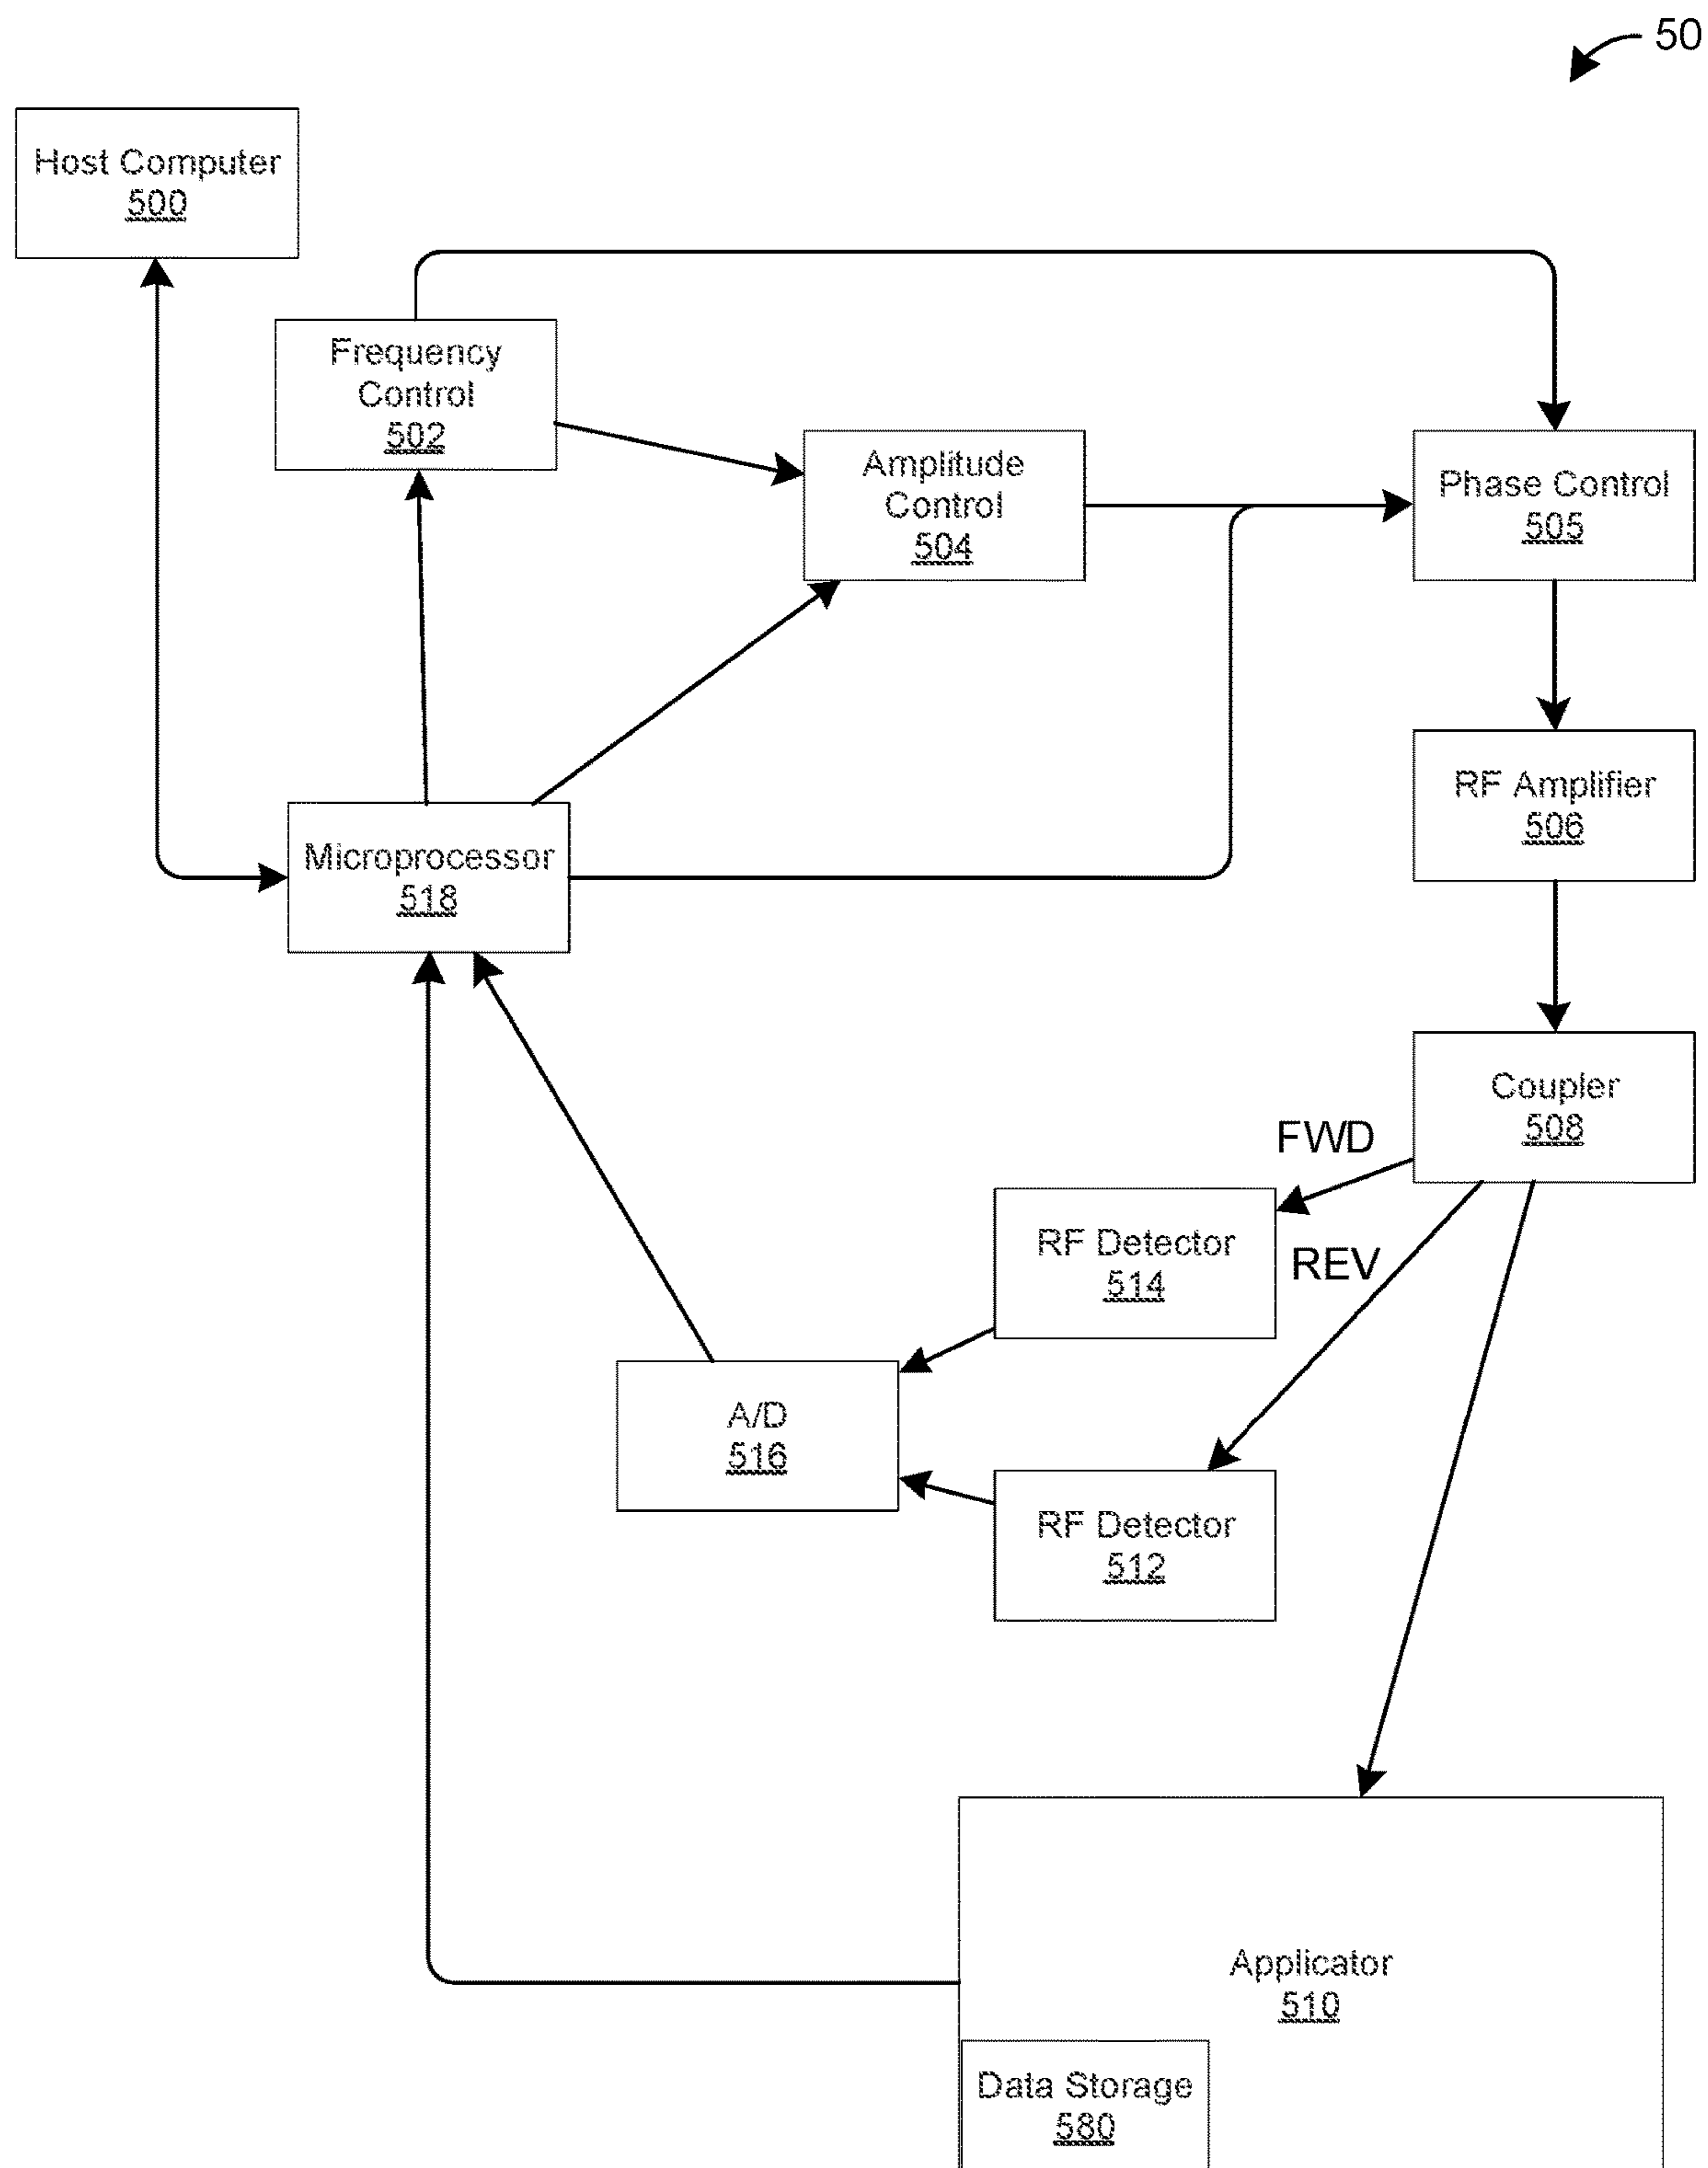 50
Host Computer
500
Frequency
Control
502
Amplitude
Control
504
Phase Control
505
RF Amplifier
506
Microprocessor
518
Coupler
508
FWD
RF Detector
514
REV
A/D
516
RF Detector
512
Applicator
510
Data Storage
580